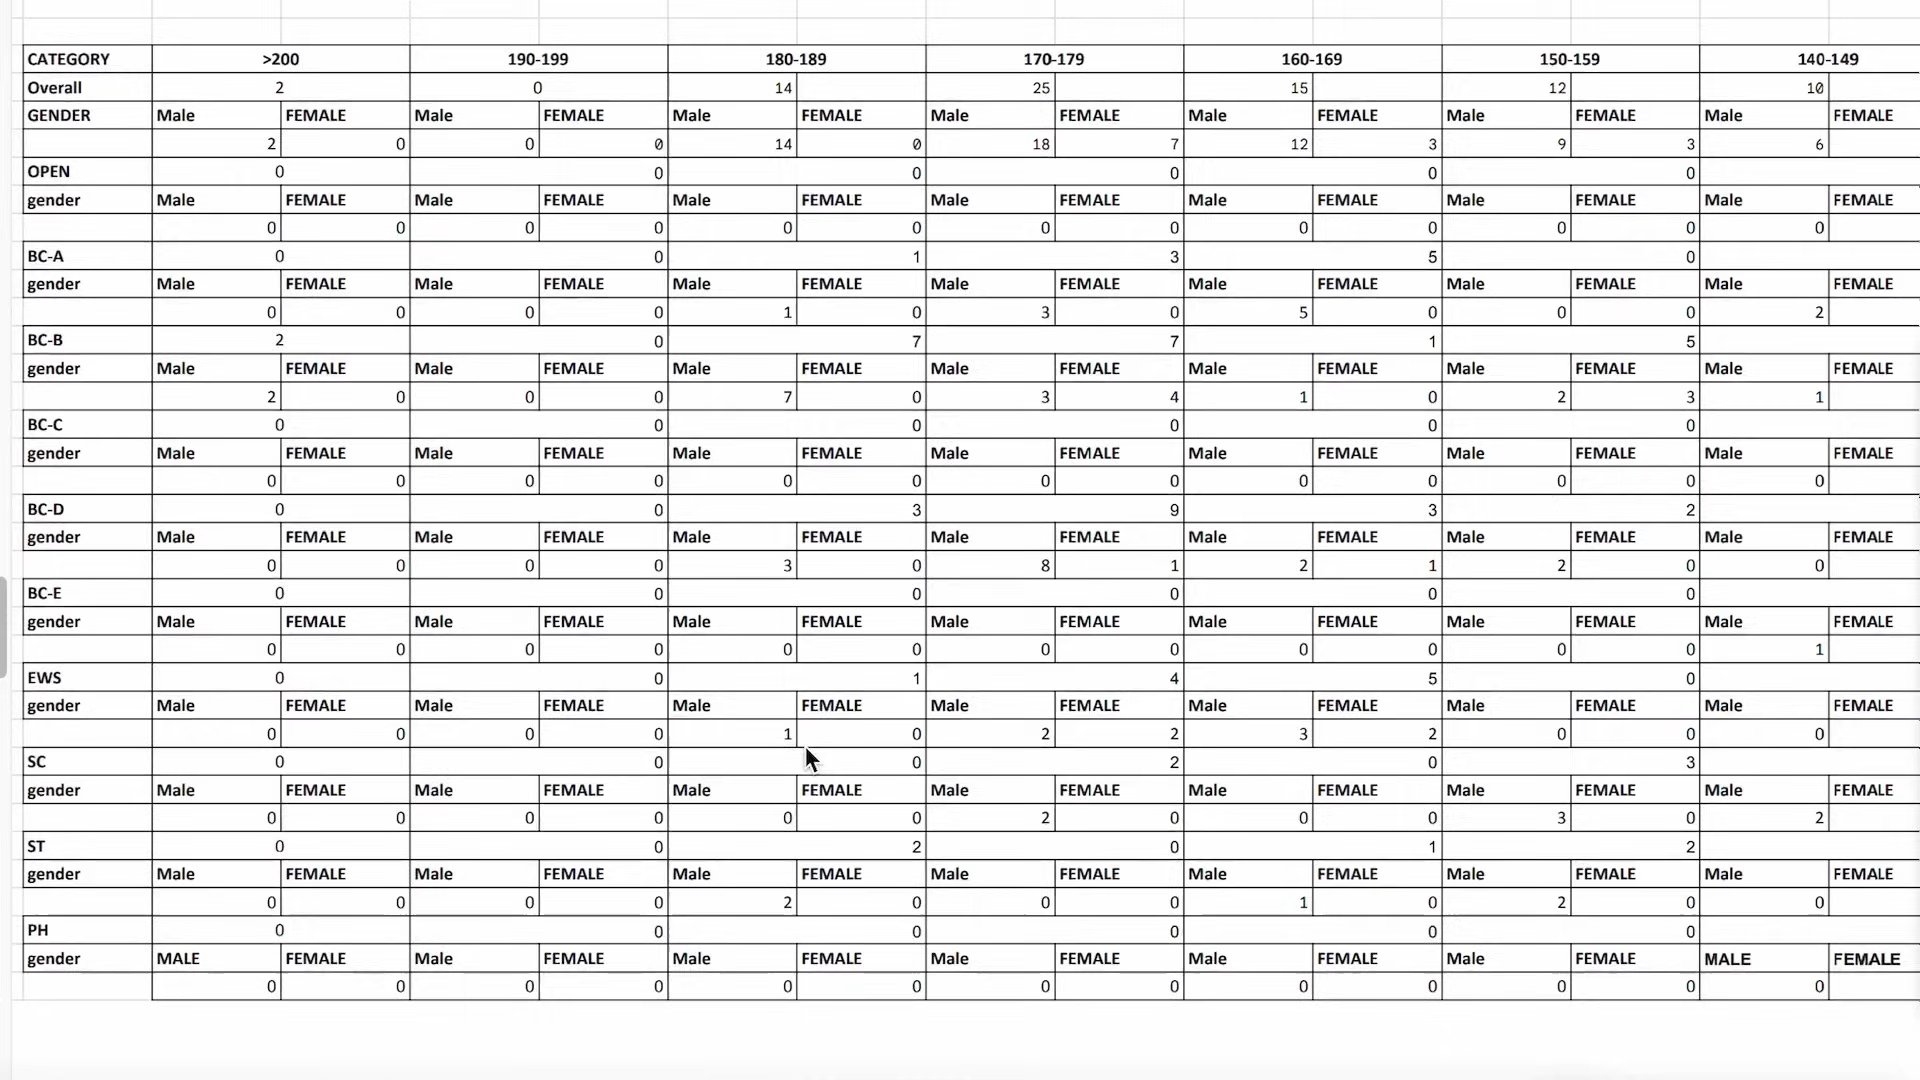 CATEGORY >200 190-199 180-189 170-179 160-169 150-159 140-149
Overall 2 0 14 25 15 12 10
GENDER Male FEMALE Male FEMALE Male FEMALE Male FEMALE Male FEMALE Male FEMALE Male FEMALE
2 0 0 0 14 0 18 7 12 3 9 3 6
OPEN 0 0 0 0 0 0
gender Male FEMALE Male FEMALE Male FEMALE Male FEMALE Male FEMALE Male FEMALE Male FEMALE
0 0 0 0 0 0 0 0 0 0 0 0 0
BC-A 0 0 1 3 5 0
gender Male FEMALE Male FEMALE Male FEMALE Male FEMALE Male FEMALE Male FEMALE Male FEMALE
0 0 0 0 1 0 3 0 5 0 0 0 2
BC-B 2 0 7 7 1 5
gender Male FEMALE Male FEMALE Male FEMALE Male FEMALE Male FEMALE Male FEMALE Male FEMALE
2 0 0 0 7 0 3 4 1 0 2 3 1
BC-C 0 0 0 0 0 0
gender Male FEMALE Male FEMALE Male FEMALE Male FEMALE Male FEMALE Male FEMALE Male FEMALE
0 0 0 0 0 0 0 0 0 0 0 0 0
BC-D 0 0 3 9 3 2
gender Male FEMALE Male FEMALE Male FEMALE Male FEMALE Male FEMALE Male FEMALE Male FEMALE
0 0 0 0 3 0 8 1 2 1 2 0 0
BC-E 0 0 0 0 0 0
gender Male FEMALE Male FEMALE Male FEMALE Male FEMALE Male FEMALE Male FEMALE Male FEMALE
0 0 0 0 0 0 0 0 0 0 0 0 1
EWS 0 0 1 4 5 0
gender Male FEMALE Male FEMALE Male FEMALE Male FEMALE Male FEMALE Male FEMALE Male FEMALE
0 0 0 0 1 0 2 2 3 2 0 0 0
SC 0 0 0 2 0 3
gender Male FEMALE Male FEMALE Male FEMALE Male FEMALE Male FEMALE Male FEMALE Male FEMALE
0 0 0 0 0 0 2 0 0 0 3 0 2
ST 0 0 2 0 1 2
gender Male FEMALE Male FEMALE Male FEMALE Male FEMALE Male FEMALE Male FEMALE Male FEMALE
0 0 0 0 2 0 0 0 1 0 2 0 0
PH 0 0 0 0 0 0
gender MALE FEMALE Male FEMALE Male FEMALE Male FEMALE Male FEMALE Male FEMALE MALE FEMALE
0 0 0 0 0 0 0 0 0 0 0 0 0